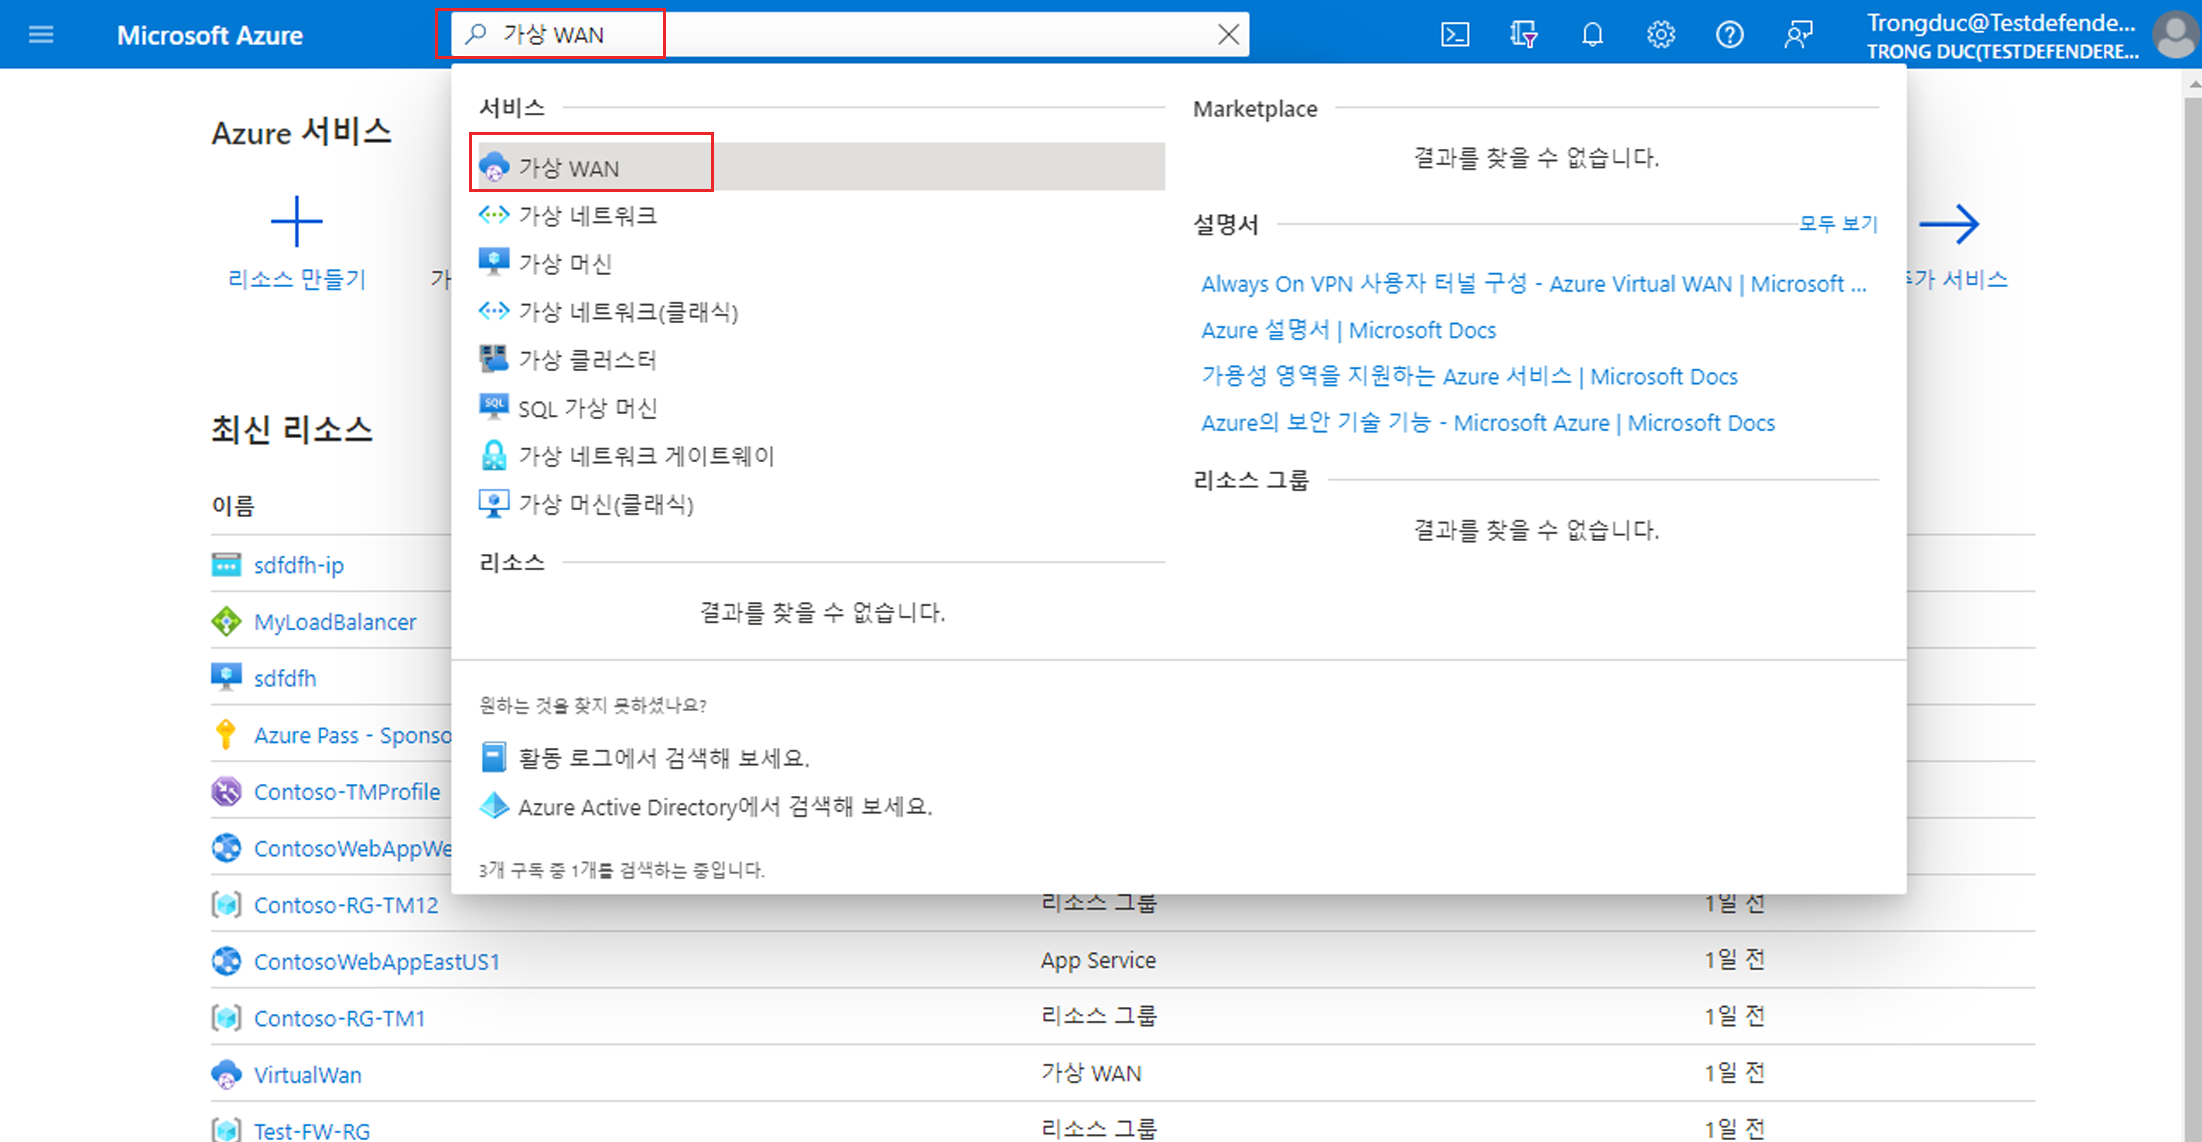 Microsoft Azure
가상 WAN
Trongduc@Testdefende...
TRONG DUC(TESTDEFENDERE...
Azure 서비스
리소스 만들기
가
추가 서비스
서비스
가상 WAN
가상 네트워크
가상 머신
가상 네트워크(클래식)
가상 클러스터
SQL 가상 머신
가상 네트워크 게이트웨이
가상 머신(클래식)
리소스
결과를 찾을 수 없습니다.
Marketplace
결과를 찾을 수 없습니다.
설명서
모두 보기
Always On VPN 사용자 터널 구성 - Azure Virtual WAN | Microsoft ...
Azure 설명서 | Microsoft Docs
가용성 영역을 지원하는 Azure 서비스 | Microsoft Docs
Azure의 보안 기술 기능 - Microsoft Azure | Microsoft Docs
리소스 그룹
결과를 찾을 수 없습니다.
원하는 것을 찾지 못하셨나요?
활동 로그에서 검색해 보세요.
Azure Active Directory에서 검색해 보세요.
3개 구독 중 1개를 검색하는 중입니다.
최신 리소스
이름
sdfdfh-ip
MyLoadBalancer
sdfdfh
Azure Pass - Sponso
Contoso-TMProfile
ContosoWebAppWe
Contoso-RG-TM12 리소스 그룹 1일 전
ContosoWebAppEastUS1 App Service 1일 전
Contoso-RG-TM1 리소스 그룹 1일 전
VirtualWan 가상 WAN 1일 전
Test-FW-RG 리소스 그룹 1일 전